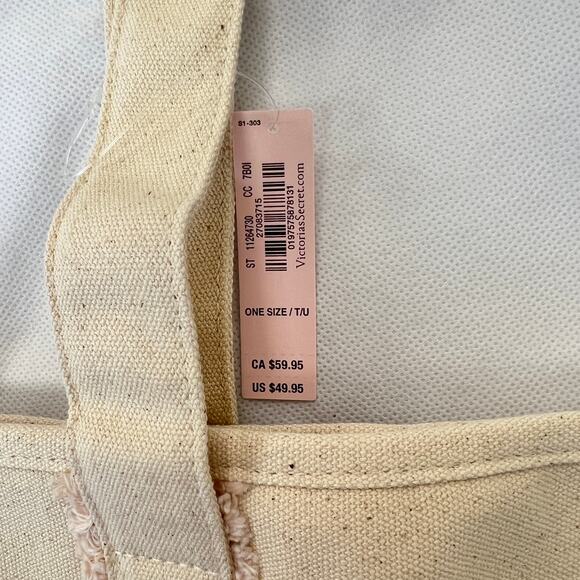 S1-303
ST 11264730 CC 7B0I
27083715
0197575878131
VictoriasSecret.com
ONE SIZE / T/U
CA $59.95
US $49.95